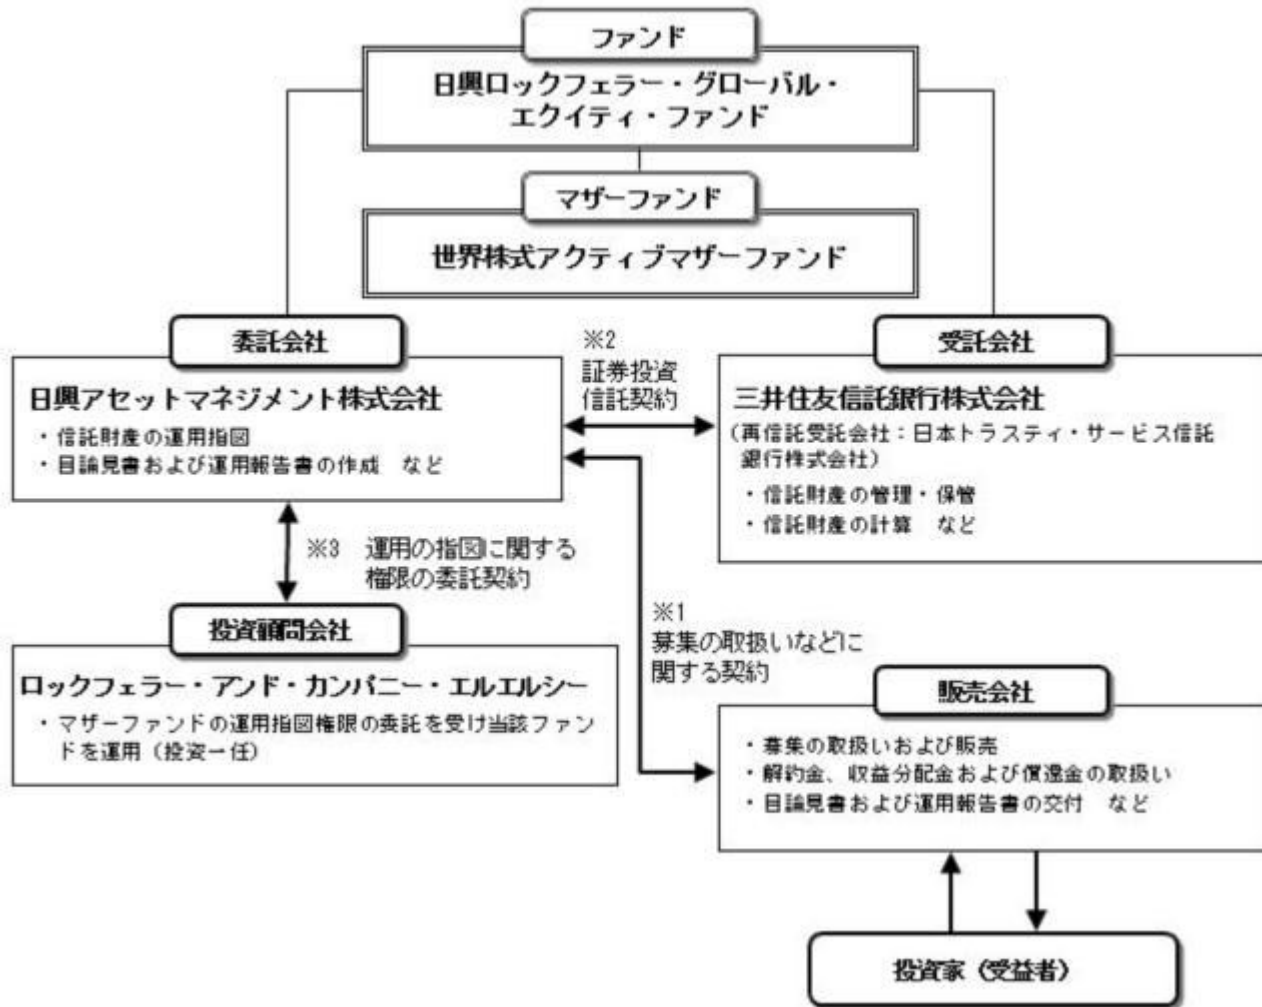 ファンド
日興ロックフェラー・グローバル・
エクイティ・ファンド
マザーファンド
世界株式アクティブマザーファンド
委託会社
日興アセットマネジメント株式会社
・信託財産の運用指図
・目論見書および運用報告書の作成 など
※2
証券投資
信託契約
受託会社
三井住友信託銀行株式会社
(再信託受託会社:日本トラスティ・サービス信託
銀行株式会社)
・信託財産の管理・保管
・信託財産の計算 など
※3 運用の指図に関する
権限の委託契約
投資顧問会社
ロックフェラー・アンド・カンパニー・エルエルシー
・マザーファンドの運用指図権限の委託を受け当該ファン
ドを運用(投資一任)
※1
募集の取扱いなどに
関する契約
販売会社
・募集の取扱いおよび販売
・解約金、収益分配金および償還金の取扱い
・目論見書および運用報告書の交付 など
投資家(受益者)